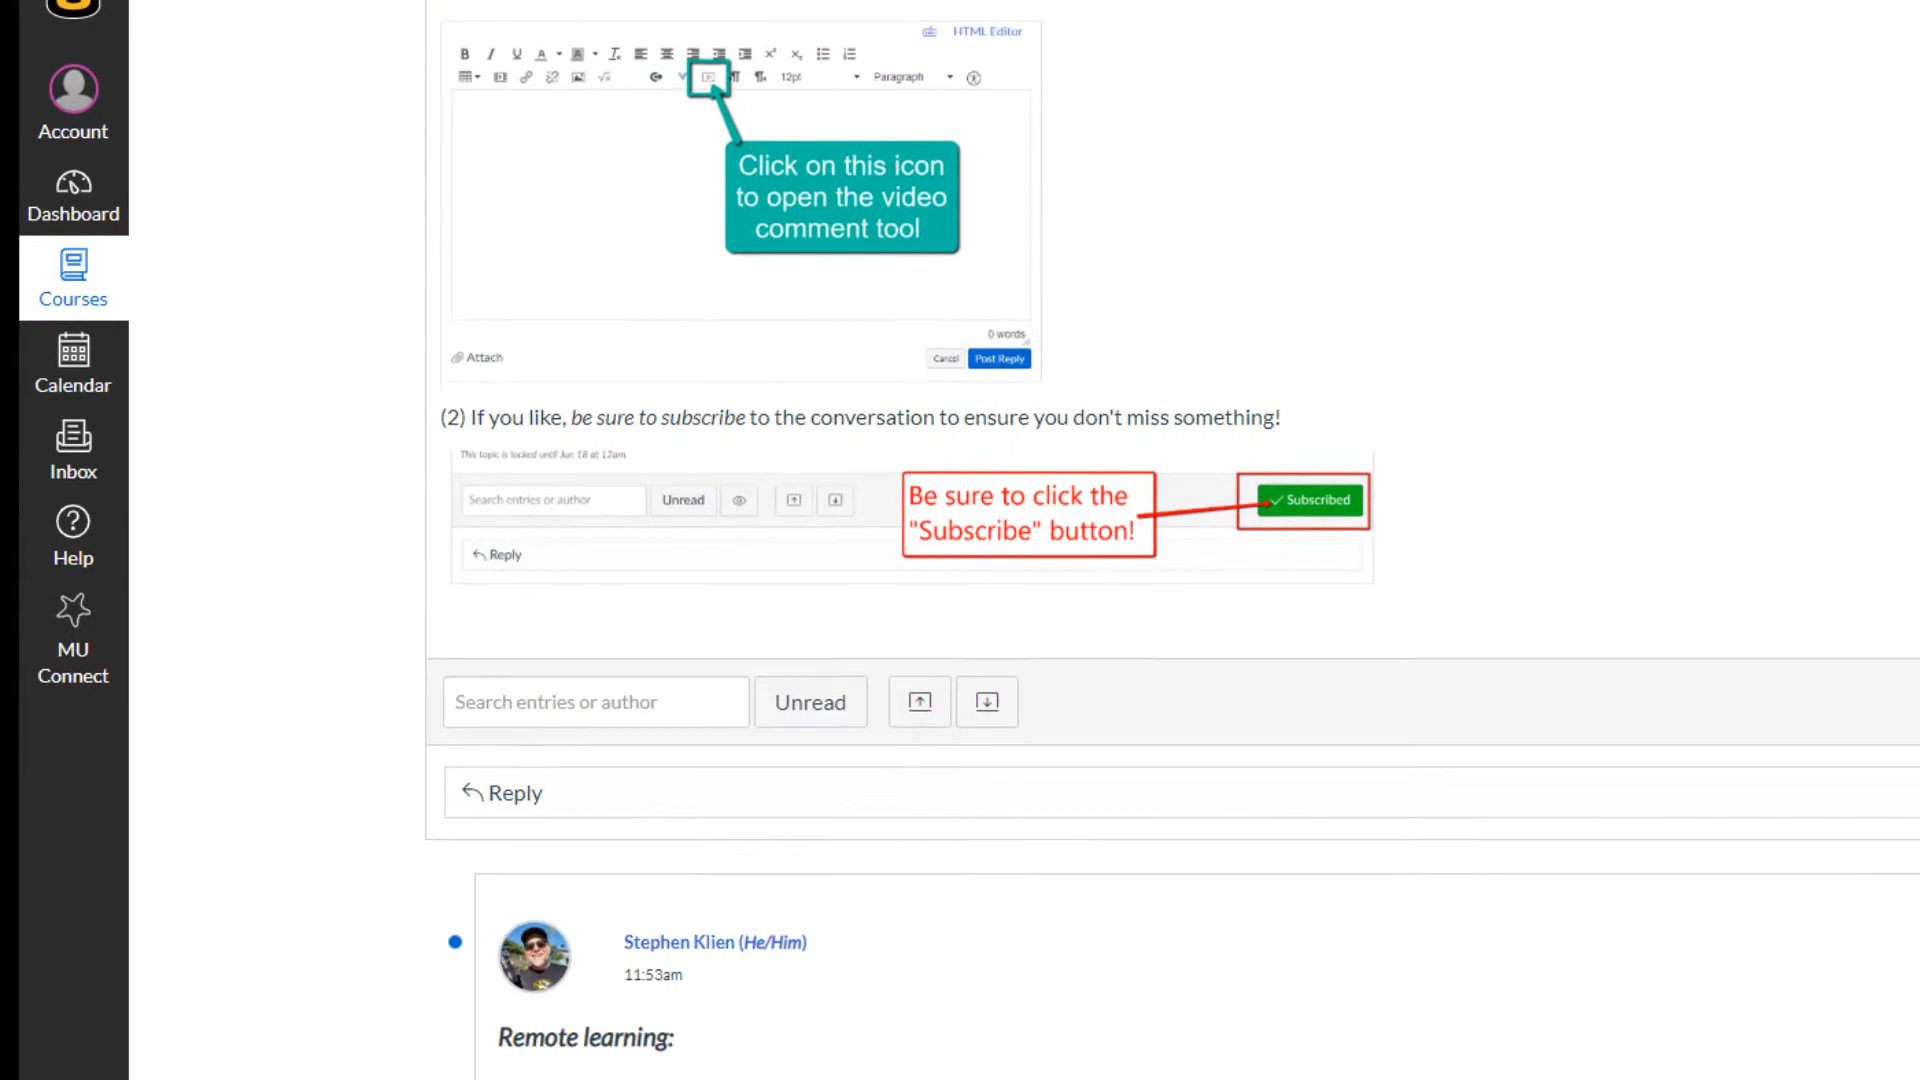 HTML Editor
B I U A A
12pt Paragraph
Click on this icon
to open the video
comment tool
0 words
Attach
Cancel Post Reply
(2) If you like, be sure to subscribe to the conversation to ensure you don't miss something!
This topic is locked until Jun 18 at 12am.
Search entries or author Unread
Be sure to click the
"Subscribe" button!
Subscribed
Reply
Search entries or author Unread
Reply
Stephen Klien (He/Him)
11:53am
Remote learning:
Account
Dashboard
Courses
Calendar
Inbox
Help
MU
Connect